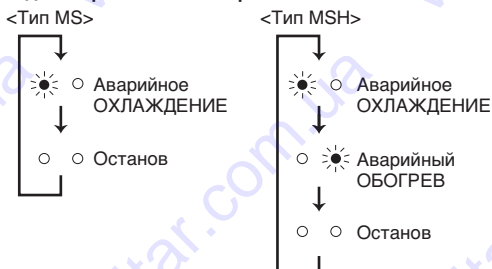 <Тип MS>
Аварийное
ОХЛАЖДЕНИЕ
Останов
<Тип MSH>
Аварийное
ОХЛАЖДЕНИЕ
Аварийный
ОБОГРЕВ
Останов